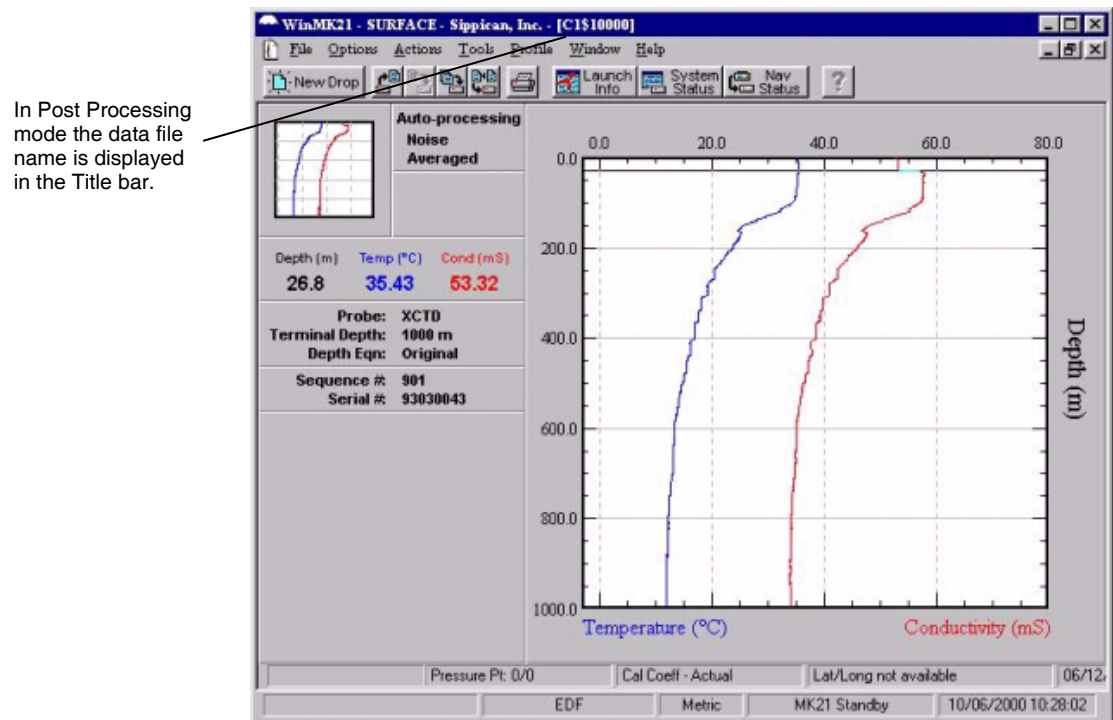 WinMK21 - SURFACE - Sippican, Inc. - [C1$10000]
File Options Actions Tools Profile Window Help
New Drop Launch Info System Status Nav Status ?
In Post Processing
mode the data file
name is displayed
in the Title bar.
Auto-processing
Noise
Averaged
Depth (m) Temp (°C) Cond (mS)
26.8 35.43 53.32
Probe: XCTD
Terminal Depth: 1000 m
Depth Eqn: Original
Sequence #: 901
Serial #: 93030043
0.0 20.0 40.0 60.0 80.0
0.0
200.0
400.0
600.0
800.0
1000.0
Depth (m)
Temperature (°C) Conductivity (mS)
Pressure Pt: 0/0 Cal Coeff - Actual Lat/Long not available 06/12/
EDF Metric MK21 Standby 10/06/2000 10:28:02